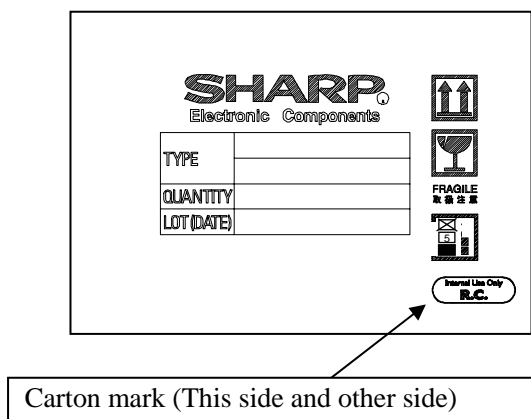 SHARP
Electronic Components
TYPE
QUANTITY
LOT (DATE)
FRAGILE
取扱注意
5
Internal Use Only
R.C.
Carton mark (This side and other side)